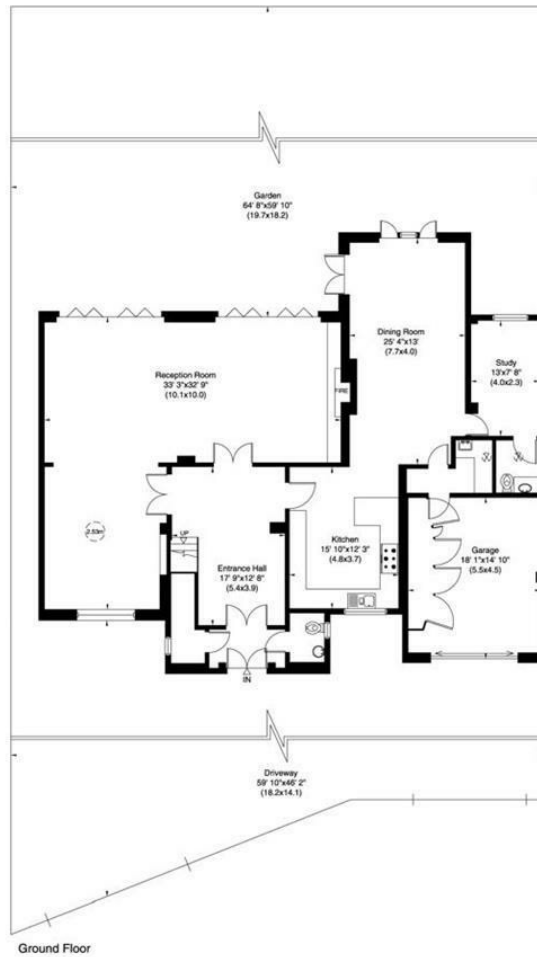 Garden
64' 8"x59' 10"
(19.7x18.2)
Dining Room
25' 4"x13'
(7.7x4.0)
Study
13'x7' 8"
(4.0x2.3)
Reception Room
33' 3"x32' 9"
(10.1x10.0)
FIRE
2.53m
UP
Kitchen
15' 10"x12' 3"
(4.8x3.7)
Garage
18' 1"x14' 10"
(5.5x4.5)
Entrance Hall
17' 9"x12' 8"
(5.4x3.9)
IN
Driveway
59' 10"x46' 2"
(18.2x14.1)
Ground Floor